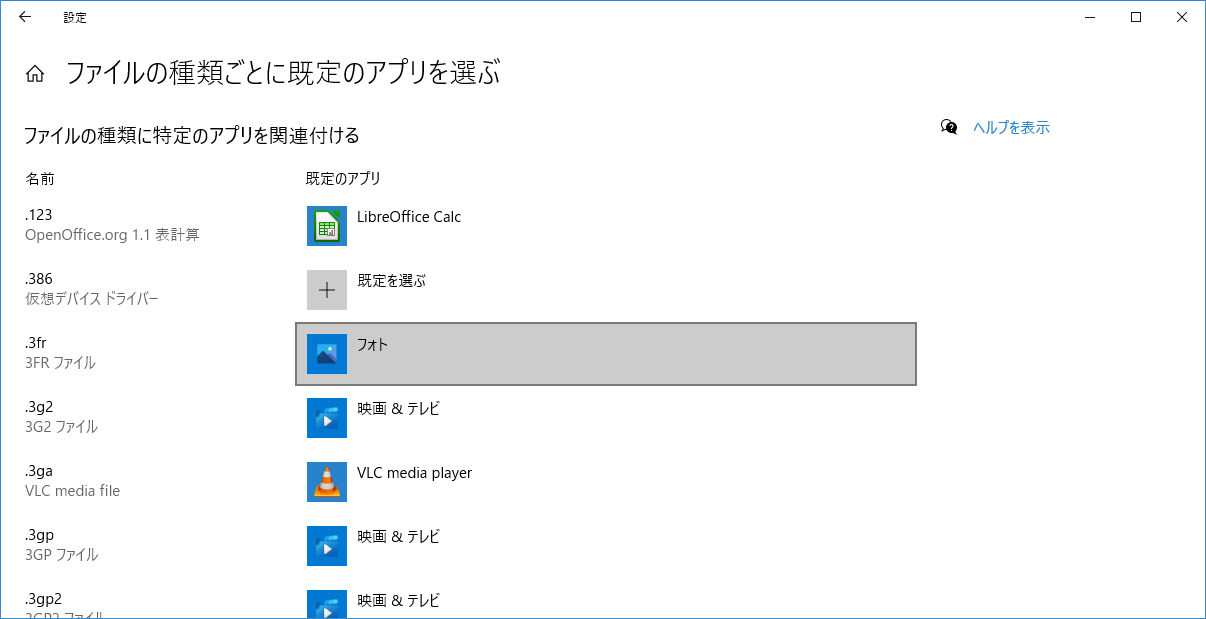 設定
ファイルの種類ごとに既定のアプリを選ぶ
ファイルの種類に特定のアプリを関連付ける
ヘルプを表示
名前
既定のアプリ
.123
OpenOffice.org 1.1 表計算
LibreOffice Calc
.386
仮想デバイス ドライバー
既定を選ぶ
.3fr
3FR ファイル
フォト
.3g2
3G2 ファイル
映画 & テレビ
.3ga
VLC media file
VLC media player
.3gp
3GP ファイル
映画 & テレビ
.3gp2
3GP2 ファイル
映画 & テレビ